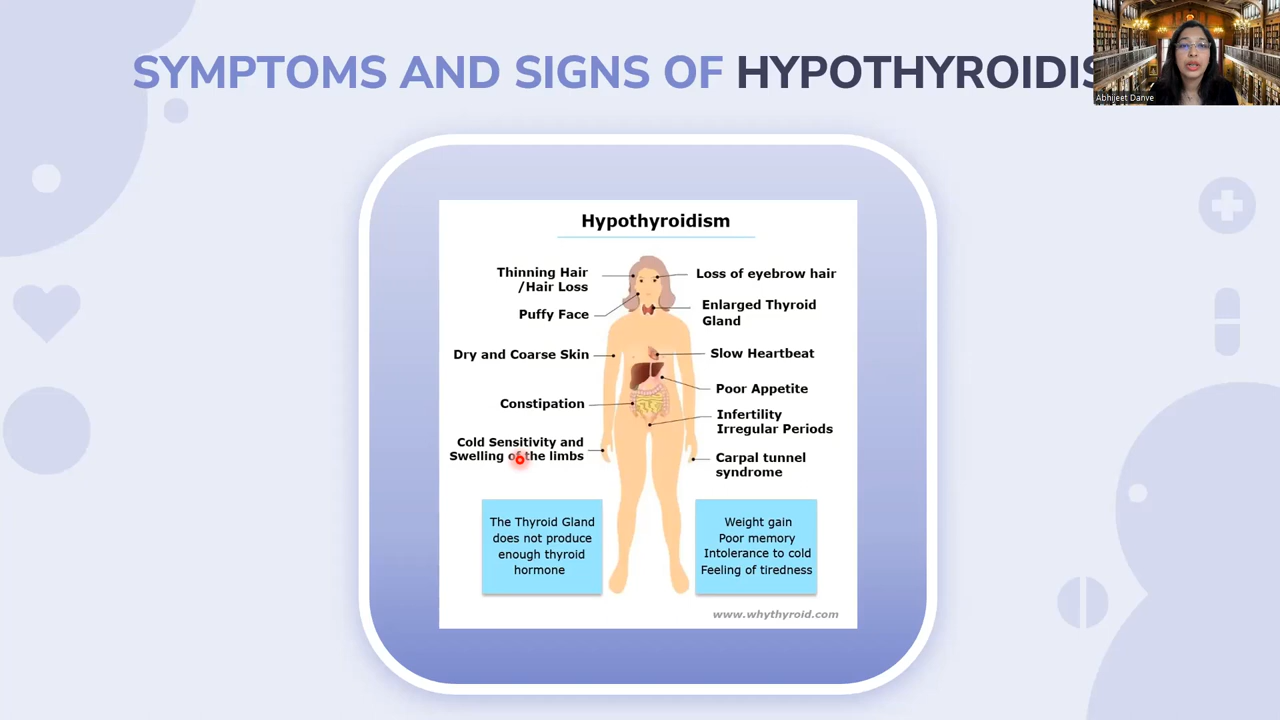 SYMPTOMS AND SIGNS OF HYPOTHYROIDIS
Abhijeet Danve
Hypothyroidism
Thinning Hair
/Hair Loss
Puffy Face
Dry and Coarse Skin
Constipation
Cold Sensitivity and
Swelling of the limbs
Loss of eyebrow hair
Enlarged Thyroid
Gland
Slow Heartbeat
Poor Appetite
Infertility
Irregular Periods
Carpal tunnel
syndrome
The Thyroid Gland
does not produce
enough thyroid
hormone
Weight gain
Poor memory
Intolerance to cold
Feeling of tiredness
www.whythyroid.com